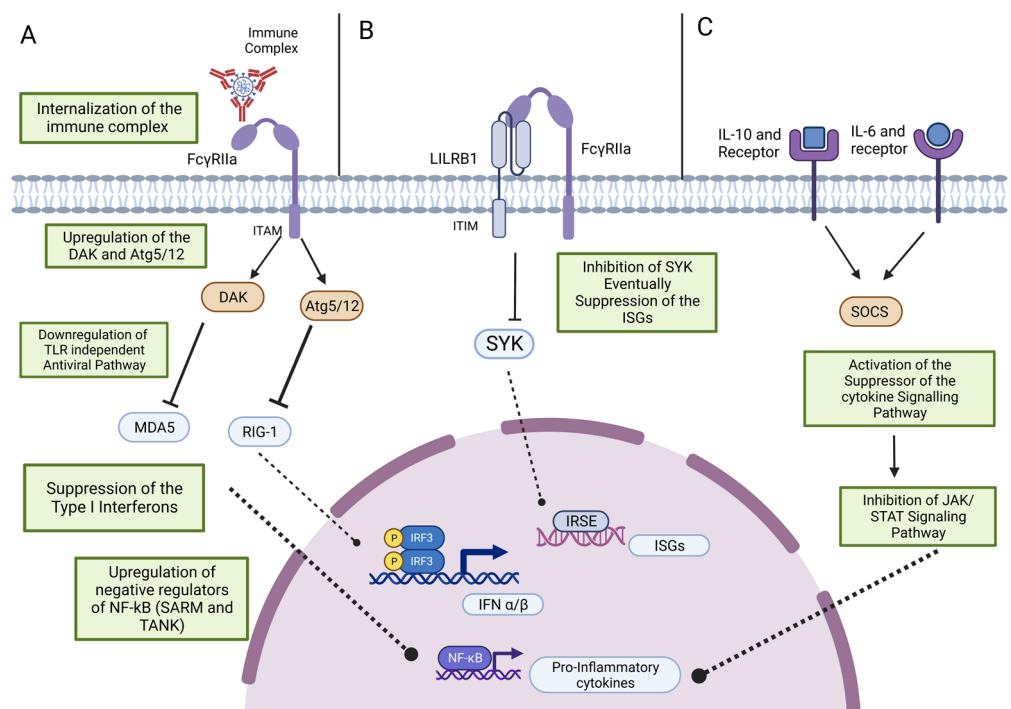 A
Immune
Complex
Internalization of the
immune complex
FcγRIIa
ITAM
Upregulation of the
DAK and Atg5/12
DAK
Atg5/12
Downregulation of
TLR independent
Antiviral Pathway
MDA5
RIG-1
Suppression of the
Type I Interferons
Upregulation of
negative regulators
of NF-kB (SARM and
TANK)
B
LILRB1
FcγRIIa
ITIM
Inhibition of SYK
Eventually
Suppression of the
ISGs
SYK
IRSE
ISGs
P
IRF3
P
IRF3
IFN α/β
NF-κB
Pro-Inflammatory
cytokines
C
IL-10 and
Receptor
IL-6 and
receptor
SOCS
Activation of the
Suppressor of the
cytokine Signalling
Pathway
Inhibition of JAK/
STAT Signaling
Pathway